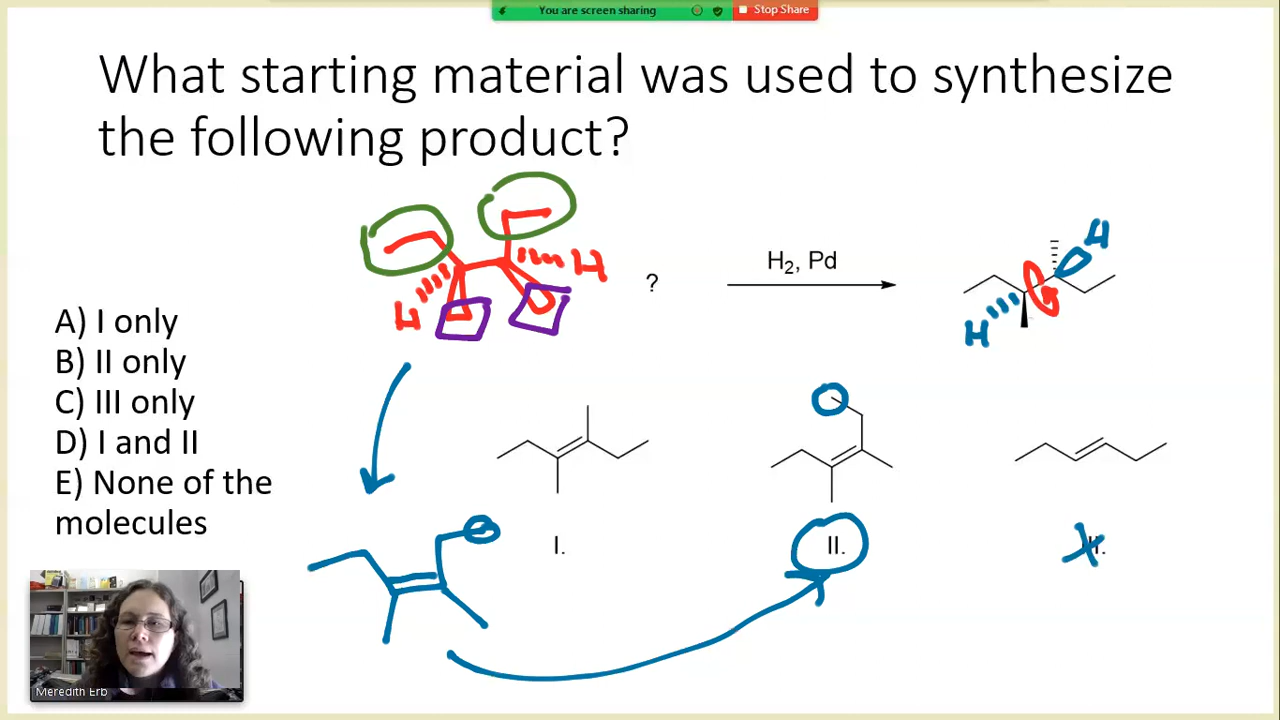 You are screen sharing
Stop Share
What starting material was used to synthesize
the following product?
H
H
?
H₂, Pd
H
H
A) I only
B) II only
C) III only
D) I and II
E) None of the
molecules
I.
II.
III.
Meredith Erb